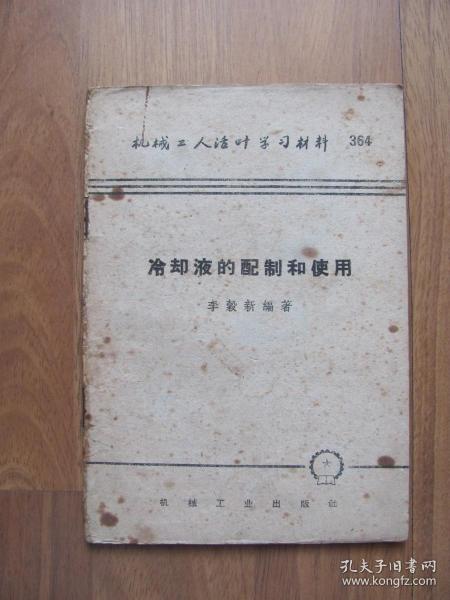 机械工人活叶学习材料 364
冷却液的配制和使用
李毅新编著
机械工业出版社
孔夫子旧书网
www.kongfz.com